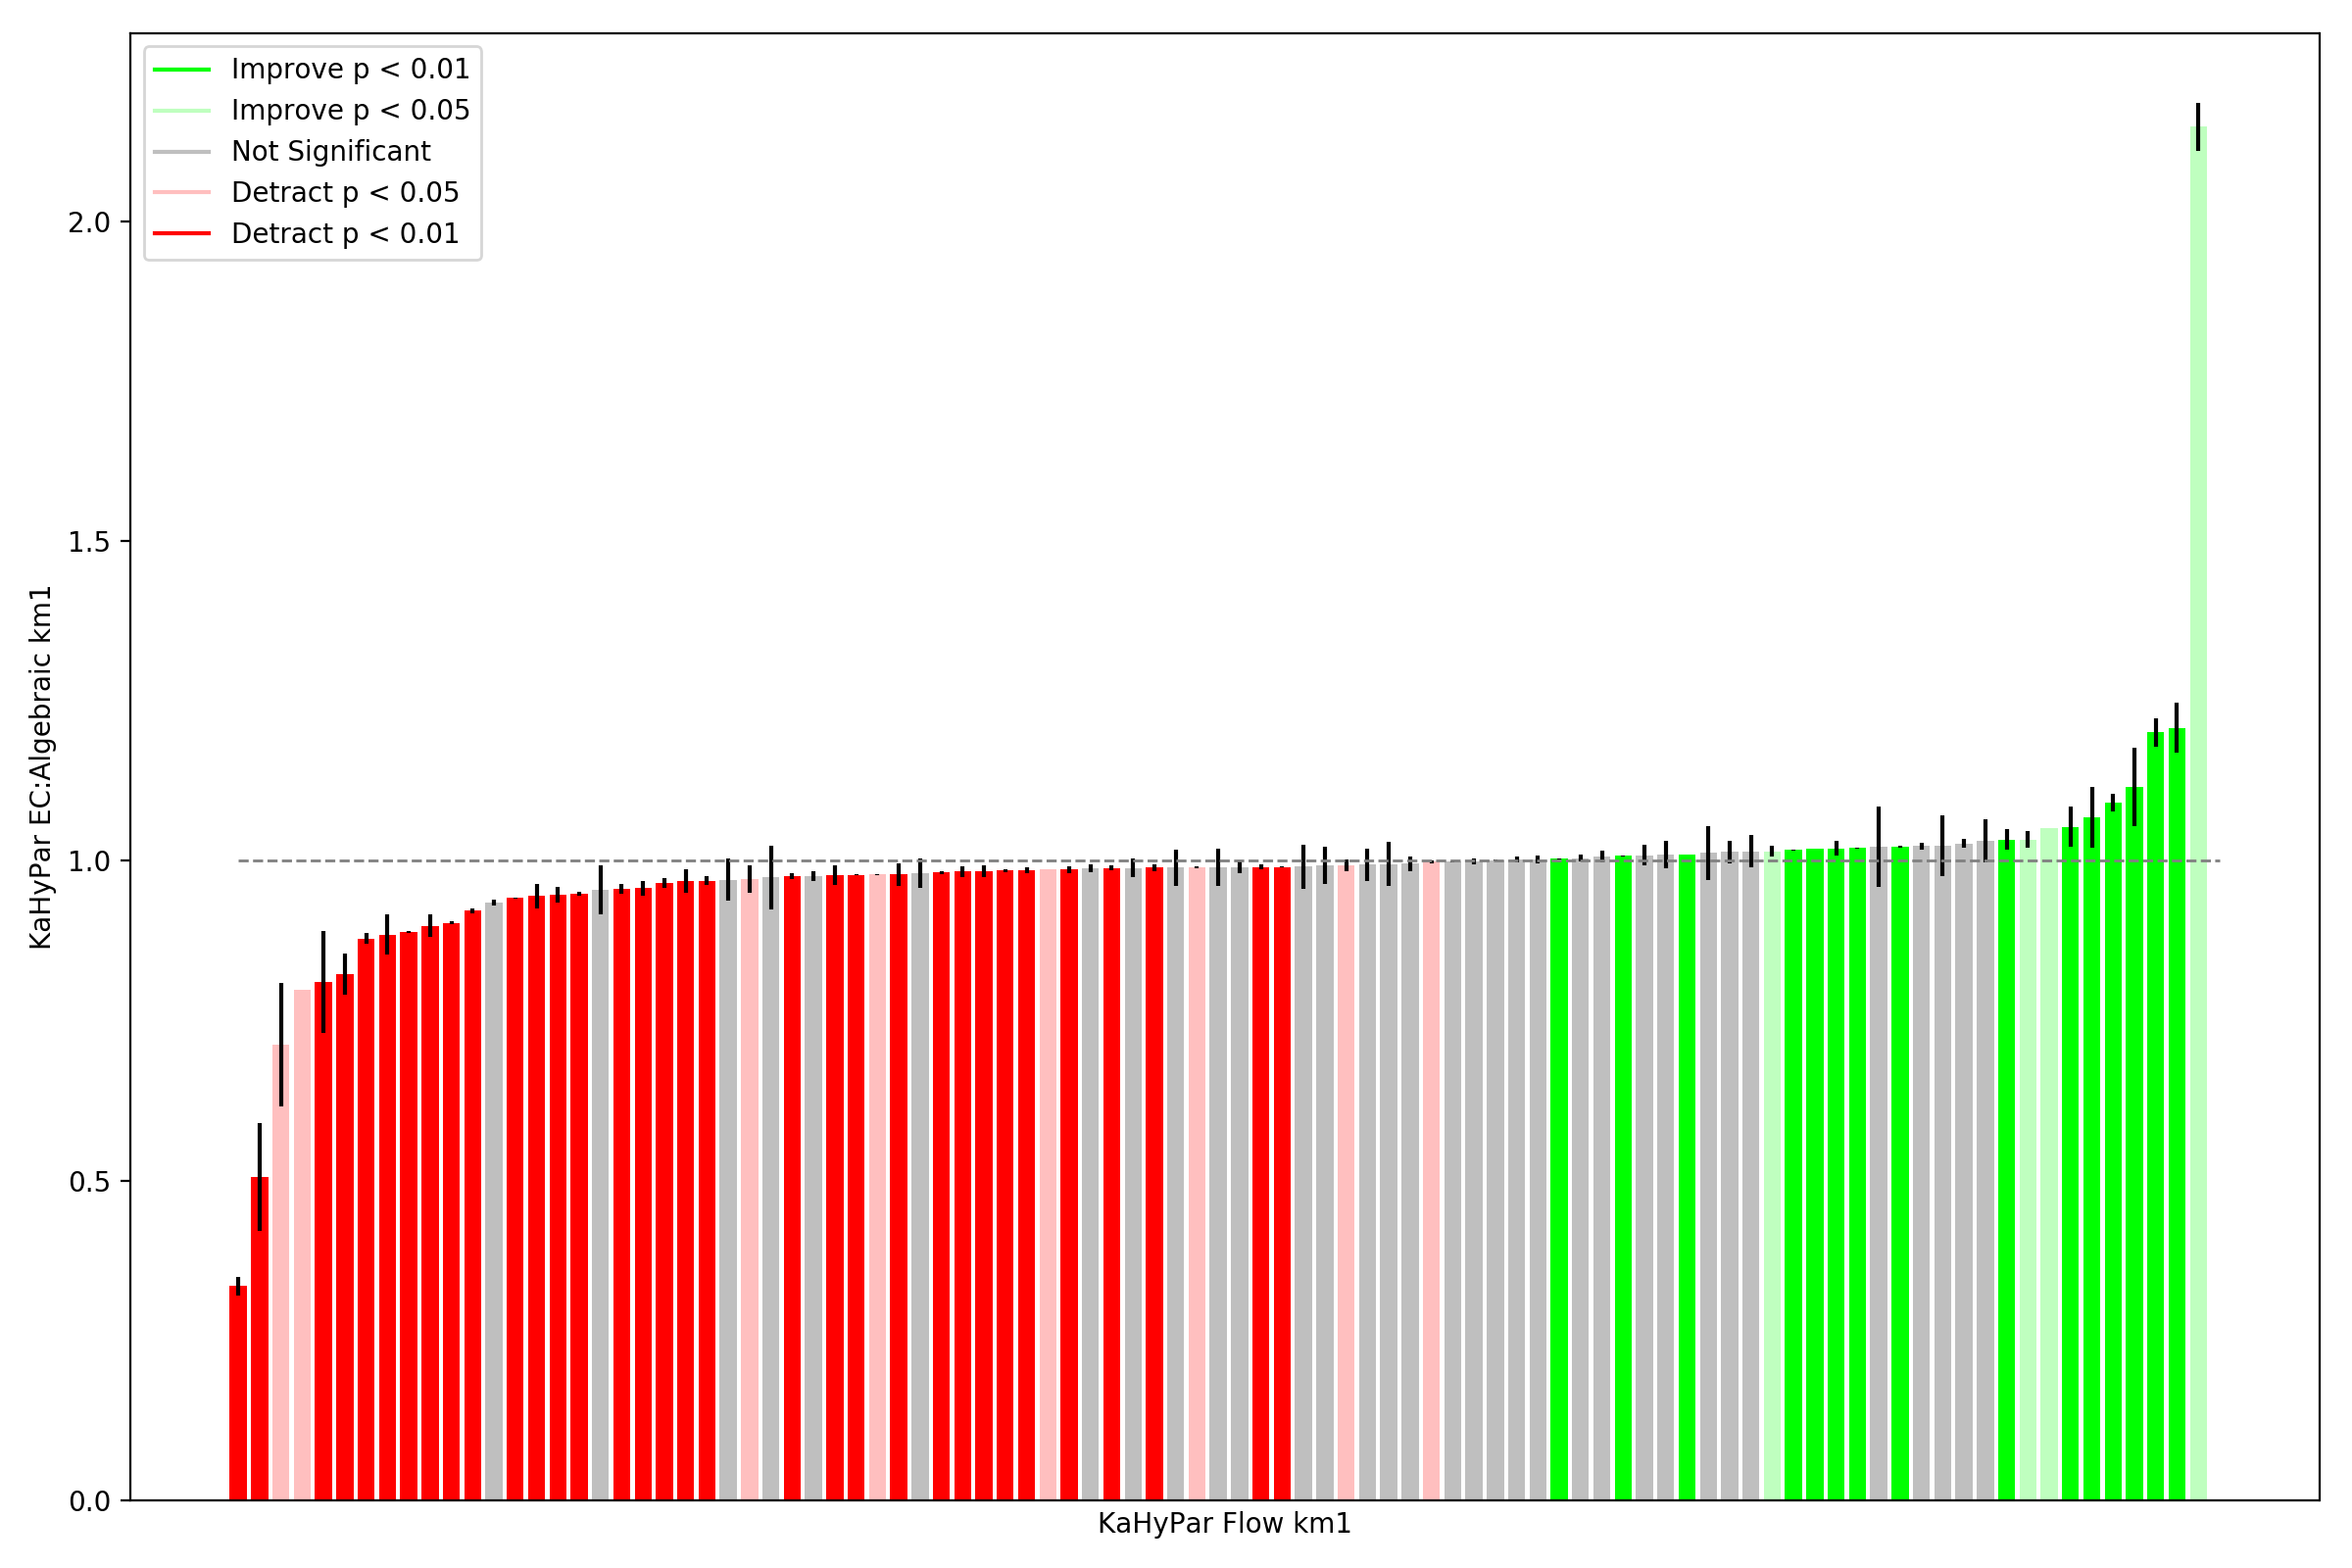 Improve p < 0.01
Improve p < 0.05
Not Significant
Detract p < 0.05
Detract p < 0.01
2.0
1.5
1.0
0.5
0.0
KaHyPar EC:Algebraic km1
KaHyPar Flow km1